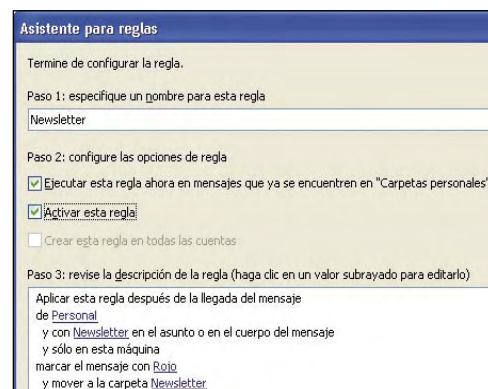 Asistente para reglas
Termine de configurar la regla.
Paso 1: especifique un nombre para esta regla
Newsletter
Paso 2: configure las opciones de regla
Ejecutar esta regla ahora en mensajes que ya se encuentren en "Carpetas personales"
Activar esta regla
Crear esta regla en todas las cuentas
Paso 3: revise la descripción de la regla (haga clic en un valor subrayado para editarlo)
Aplicar esta regla después de la llegada del mensaje
de Personal
y con Newsletter en el asunto o en el cuerpo del mensaje
y sólo en esta máquina
marcar el mensaje con Rojo
y mover a la carpeta Newsletter